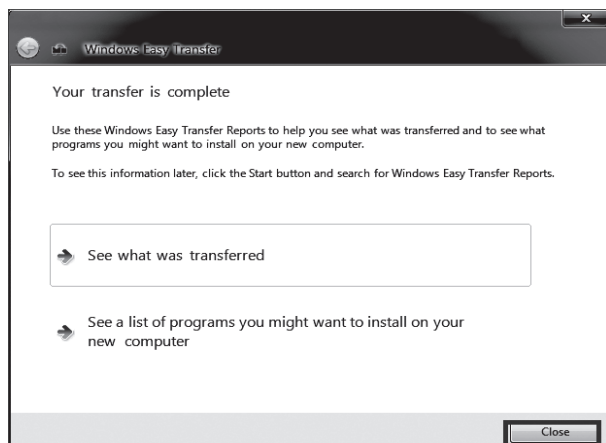 Windows Easy Transfer
Your transfer is complete
Use these Windows Easy Transfer Reports to help you see what was transferred and to see what
programs you might want to install on your new computer.
To see this information later, click the Start button and search for Windows Easy Transfer Reports.
See what was transferred
See a list of programs you might want to install on your
new computer
Close